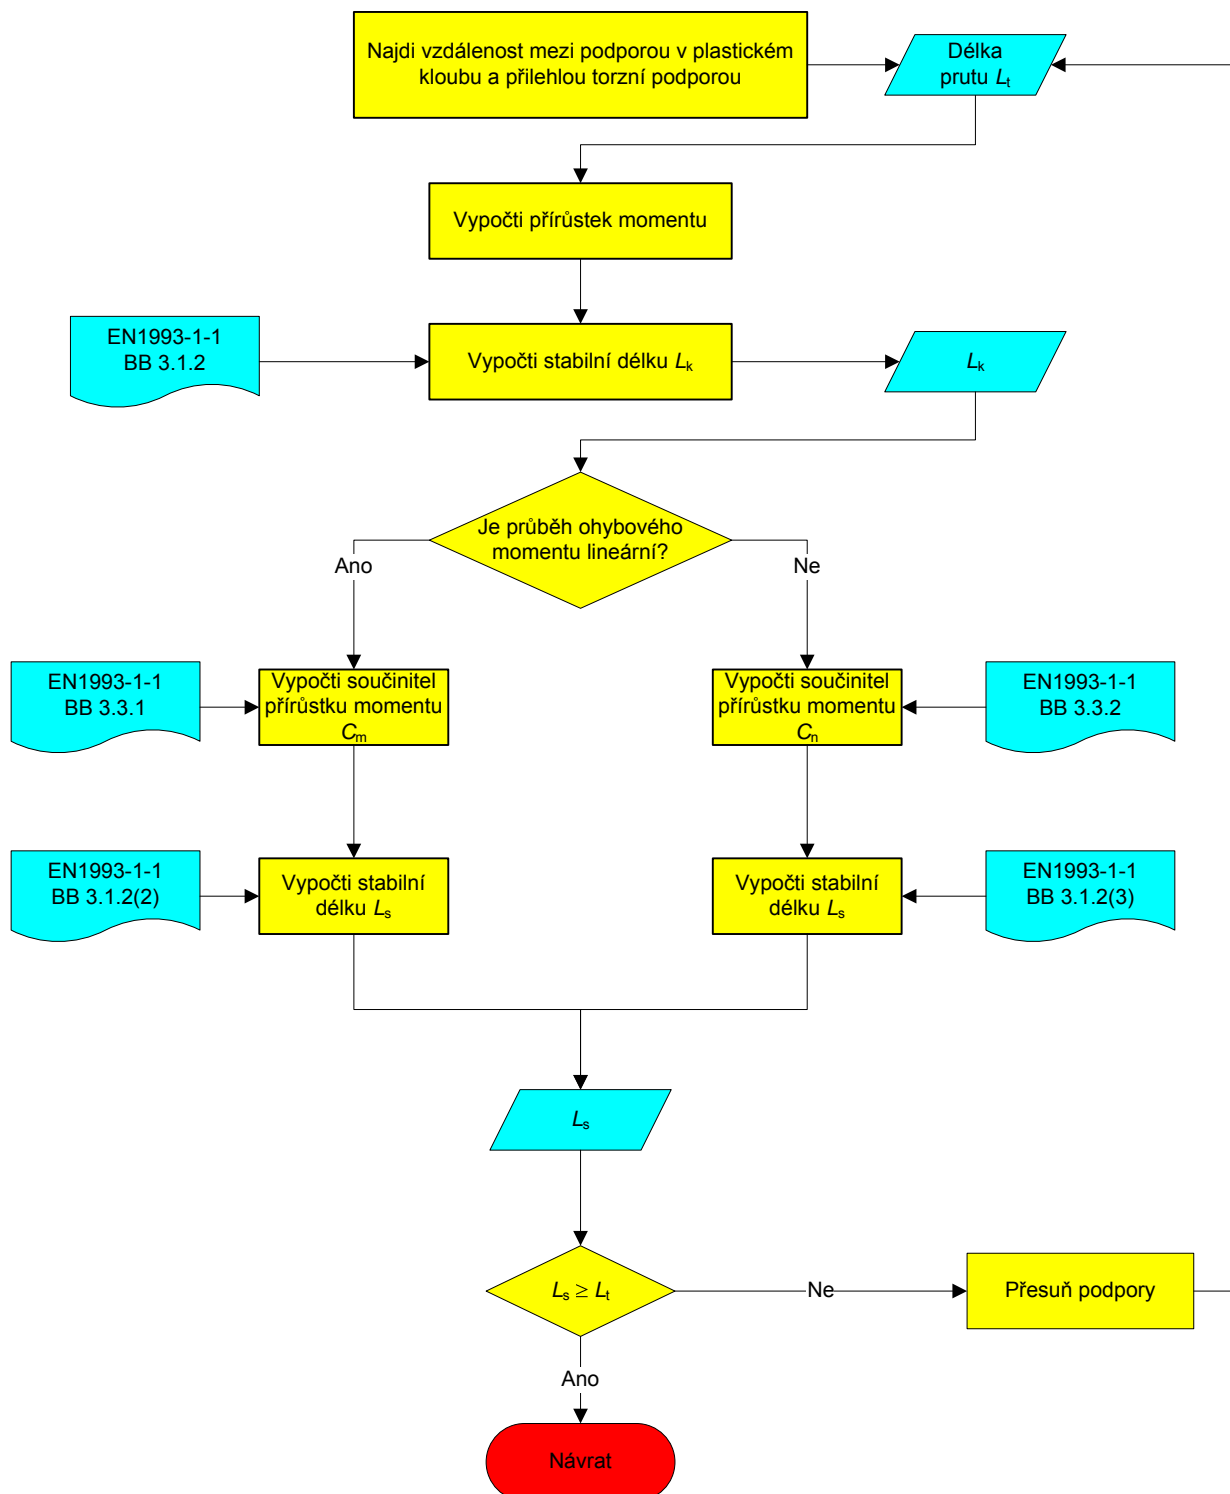 Najdi vzdálenost mezi podporou v plastickém
kloubu a přilehlou torzní podporou
Délka
prutu Lt
Vypočti přírůstek momentu
EN1993-1-1
BB 3.1.2
Vypočti stabilní délku Lk
Lk
Je průběh ohybového
momentu lineární?
Ano
Ne
EN1993-1-1
BB 3.3.1
Vypočti součinitel
přírůstku momentu
Cm
Vypočti součinitel
přírůstku momentu
Cn
EN1993-1-1
BB 3.3.2
EN1993-1-1
BB 3.1.2(2)
Vypočti stabilní
délku Ls
Vypočti stabilní
délku Ls
EN1993-1-1
BB 3.1.2(3)
Ls
Ls ≥ Lt
Ne
Přesuň podpory
Ano
Návrat